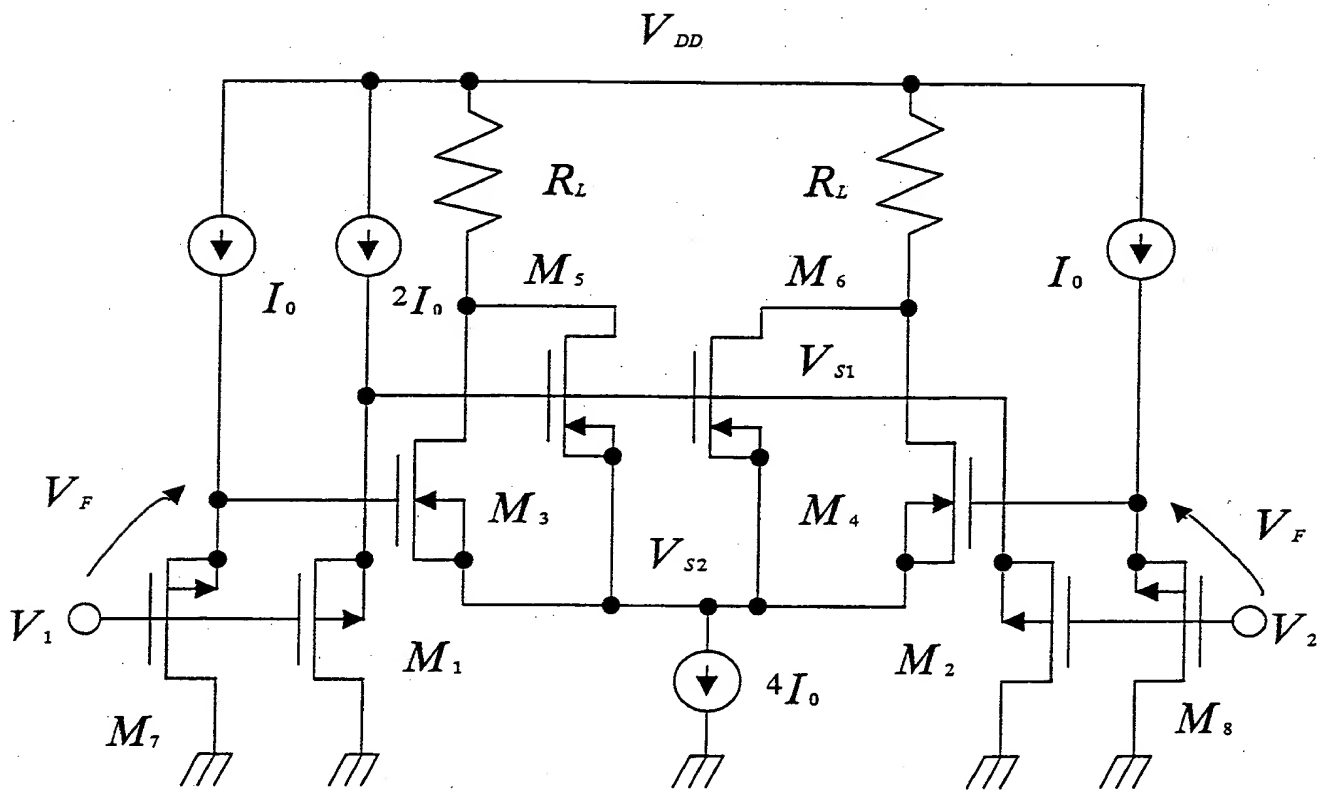 V_DD
R_L
R_L
I_0
2I_0
M_5
M_6
I_0
V_S1
V_F
M_3
M_4
V_F
V_S2
V_1
M_1
4I_0
M_2
V_2
M_7
M_8